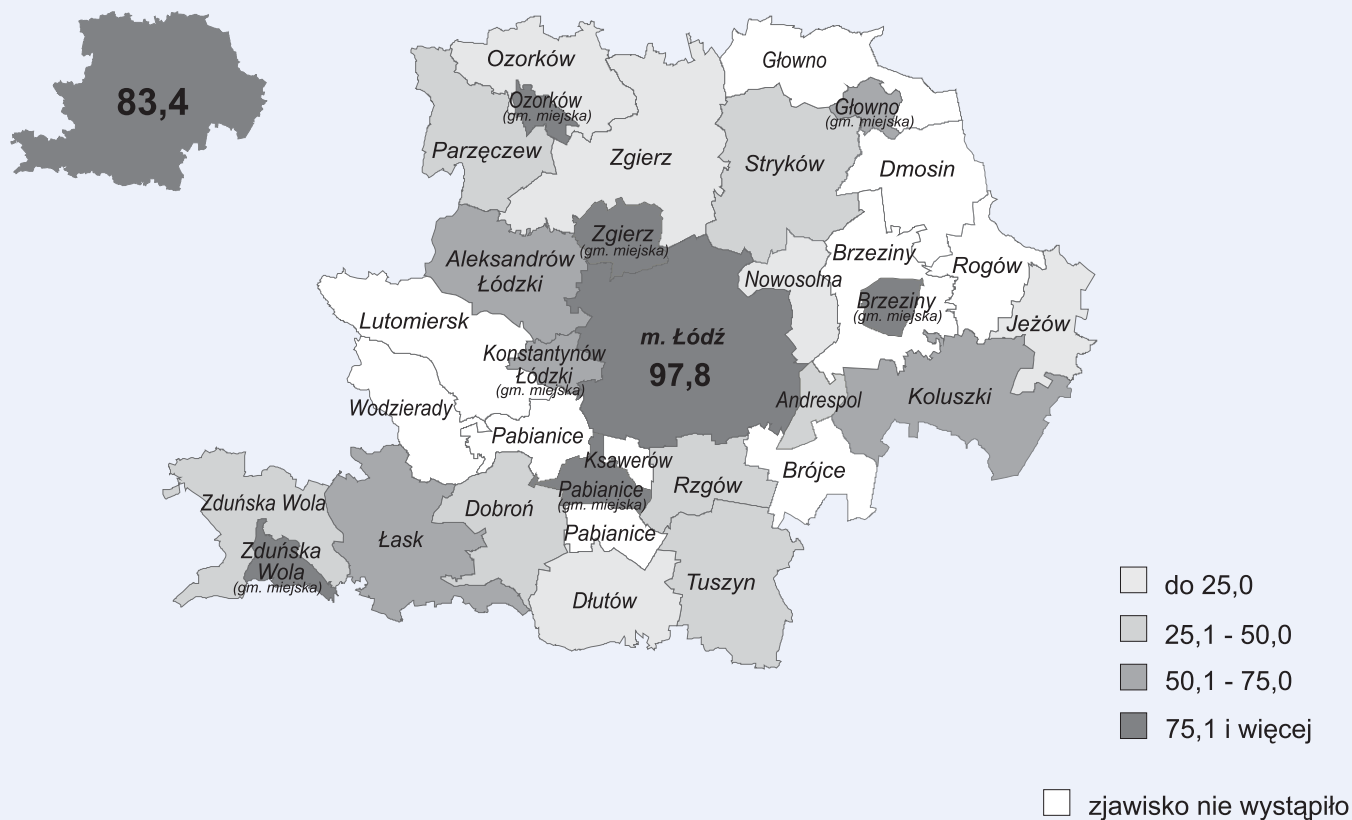 83,4
Ozorków
Głowno
Ozorków
(gm. miejska)
Głowno
(gm. miejska)
Parzęczew
Zgierz
Stryków
Dmosin
Zgierz
(gm. miejska)
Aleksandrów
Łódzki
Nowosolna
Brzeziny
Rogów
Brzeziny
(gm. miejska)
Lutomiersk
Jeżów
m. Łódź
97,8
Konstantynów
Łódzki
(gm. miejska)
Andrespol
Koluszki
Wodzierady
Pabianice
Ksawerów
Brójce
Pabianice
(gm. miejska)
Rzgów
Zduńska Wola
Dobroń
Łask
Pabianice
Zduńska
Wola
(gm. miejska)
Dłutów
Tuszyn
do 25,0
25,1 - 50,0
50,1 - 75,0
75,1 i więcej
zjawisko nie wystąpiło